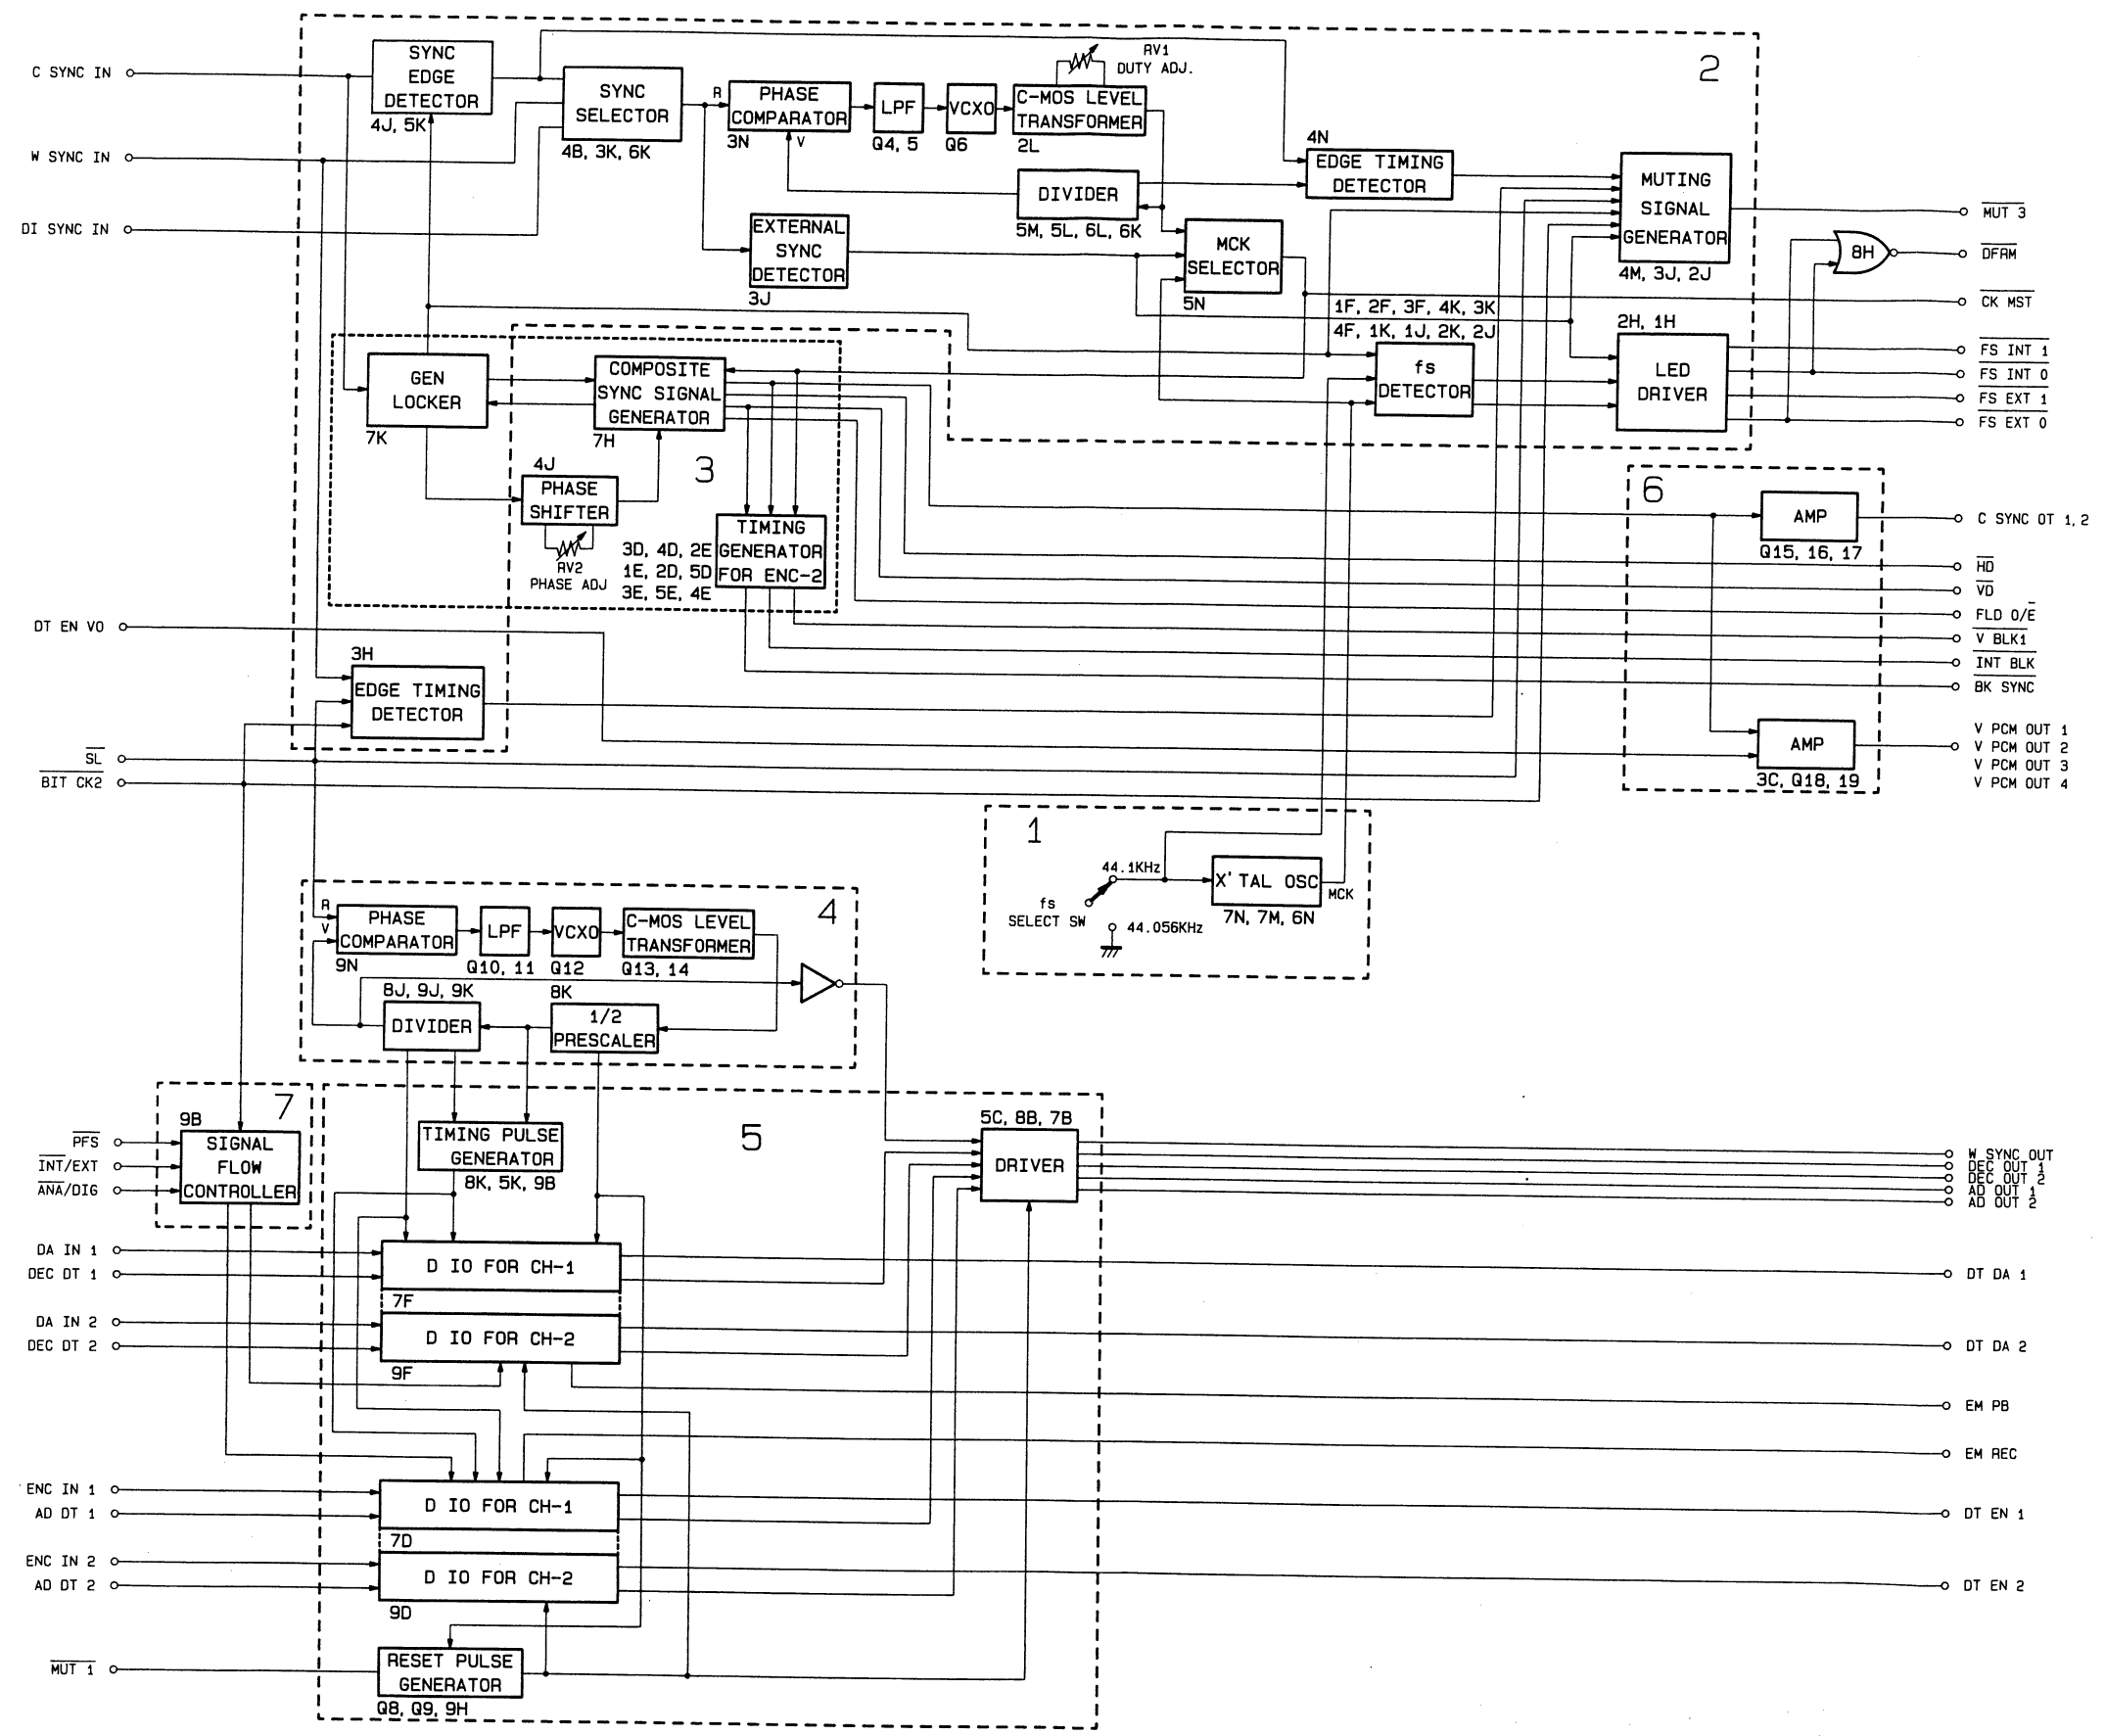 C SYNC IN
W SYNC IN
DI SYNC IN
SYNC
EDGE
DETECTOR
4J, 5K
SYNC
SELECTOR
4B, 3K, 6K
R
V
PHASE
COMPARATOR
3N
LPF
Q4, 5
VCXO
Q6
RV1
DUTY ADJ.
C-MOS LEVEL
TRANSFORMER
2L
2
DIVIDER
5M, 5L, 6L, 6K
4N
EDGE TIMING
DETECTOR
MUTING
SIGNAL
GENERATOR
4M, 3J, 2J
EXTERNAL
SYNC
DETECTOR
3J
MCK
SELECTOR
5N
1F, 2F, 3F, 4K, 3K
4F, 1K, 1J, 2K, 2J
fs
DETECTOR
2H, 1H
LED
DRIVER
8H
MUT 3
DFRM
CK MST
FS INT 1
FS INT 0
FS EXT 1
FS EXT 0
GEN
LOCKER
7K
COMPOSITE
SYNC SIGNAL
GENERATOR
7H
3
4J
PHASE
SHIFTER
RV2
PHASE ADJ
TIMING
GENERATOR
FOR ENC-2
3D, 4D, 2E
1E, 2D, 5D
3E, 5E, 4E
6
AMP
Q15, 16, 17
C SYNC OT 1,2
HD
VD
FLD O/E
V BLK1
INT BLK
BK SYNC
DT EN VO
3H
EDGE TIMING
DETECTOR
SL
BIT CK2
AMP
3C, Q18, 19
V PCM OUT 1
V PCM OUT 2
V PCM OUT 3
V PCM OUT 4
1
44.1KHz
fs
SELECT SW
44.056KHz
X'TAL OSC
MCK
7N, 7M, 6N
4
R
V
PHASE
COMPARATOR
9N
LPF
Q10, 11
VCXO
Q12
C-MOS LEVEL
TRANSFORMER
Q13, 14
8J, 9J, 9K
DIVIDER
8K
1/2
PRESCALER
7
9B
SIGNAL
FLOW
CONTROLLER
PFS
INT/EXT
ANA/DIG
5
TIMING PULSE
GENERATOR
8K, 5K, 9B
5C, 8B, 7B
DRIVER
W SYNC OUT
DEC OUT 1
DEC OUT 2
AD OUT 1
AD OUT 2
DA IN 1
DEC DT 1
D IO FOR CH-1
7F
DT DA 1
DA IN 2
DEC DT 2
D IO FOR CH-2
9F
DT DA 2
EM PB
EM REC
ENC IN 1
AD DT 1
D IO FOR CH-1
7D
DT EN 1
ENC IN 2
AD DT 2
D IO FOR CH-2
9D
DT EN 2
MUT 1
RESET PULSE
GENERATOR
Q8, Q9, 9H